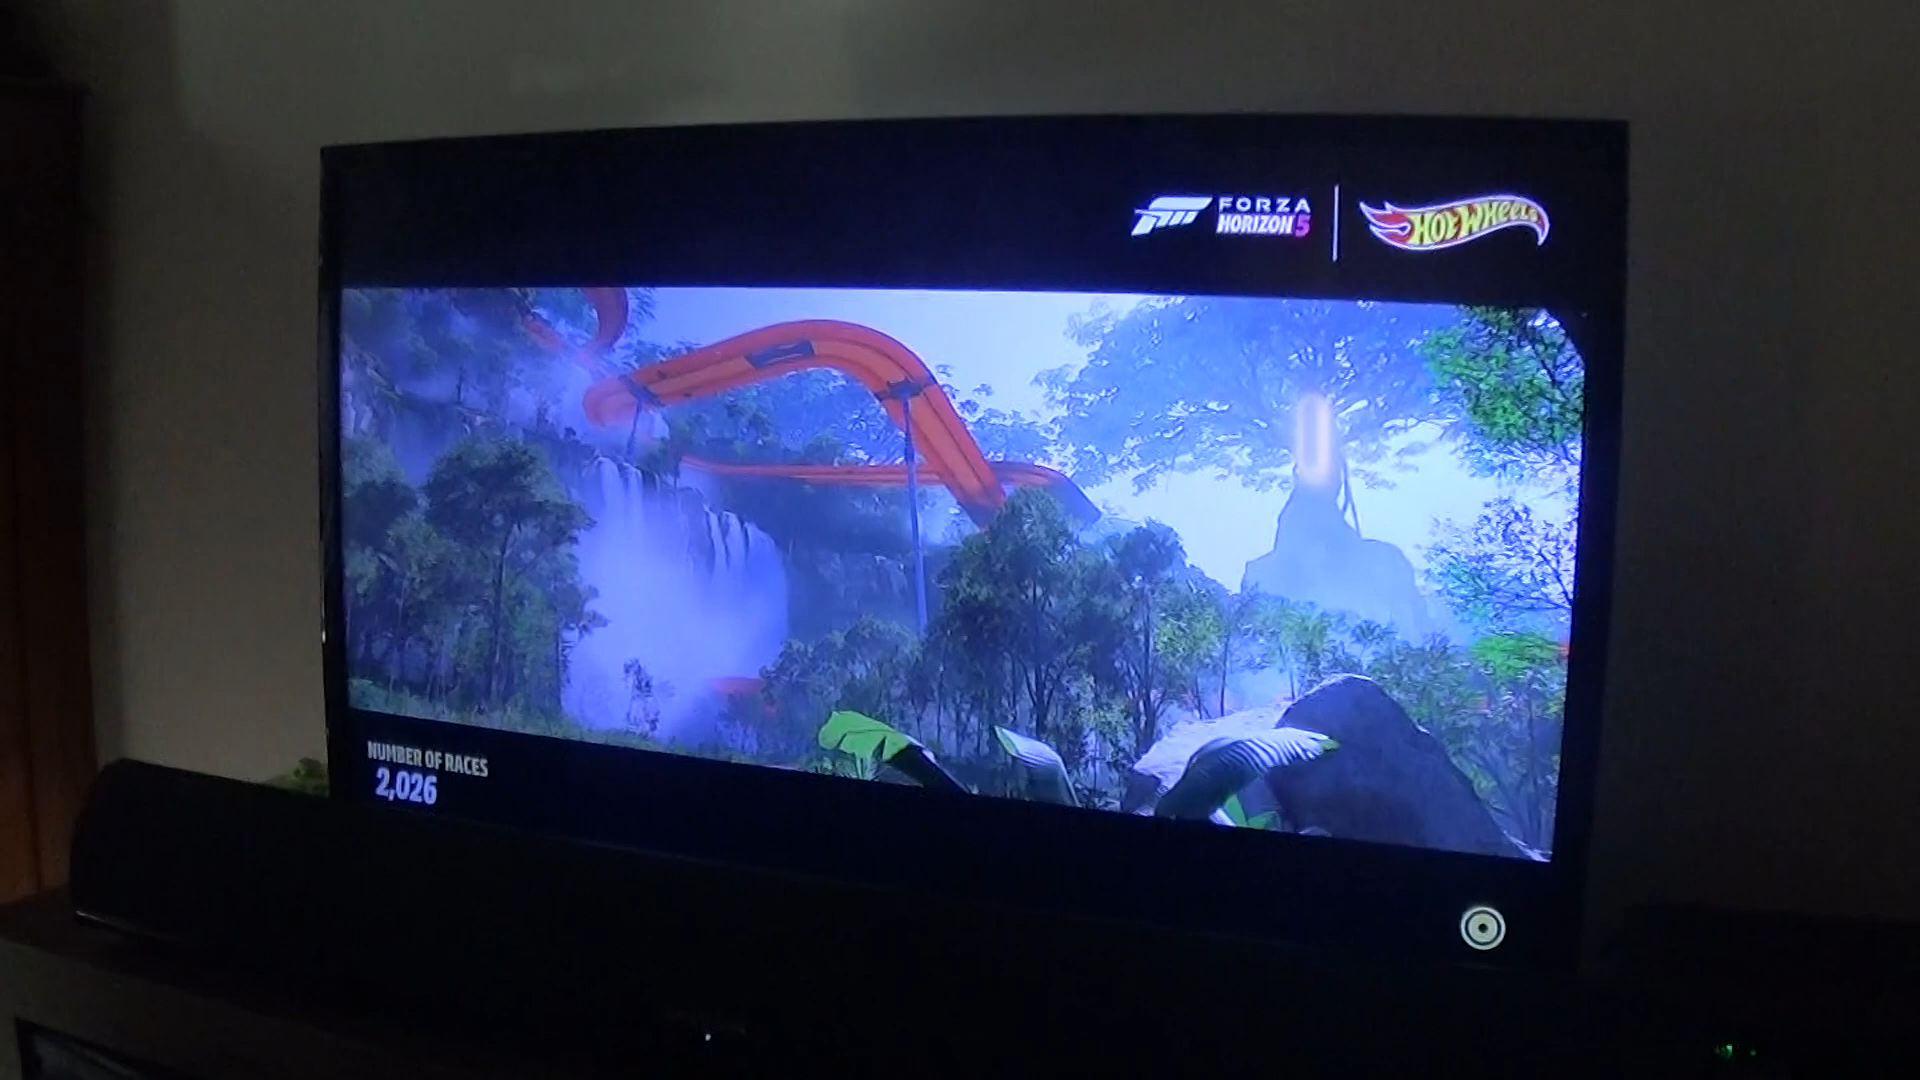 FORZA
HORIZON 5
HOT WHEELS
NUMBER OF RACES
2,026